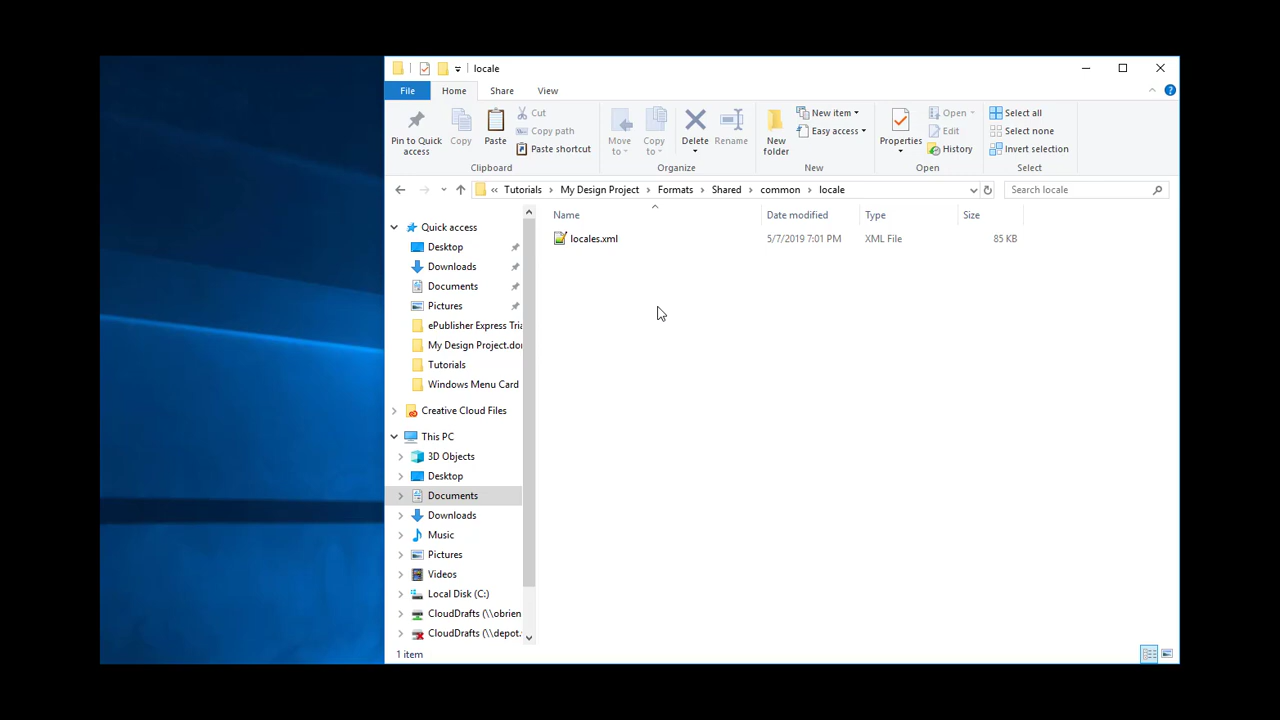 locale
File Home Share View
Pin to Quick access
Copy
Paste
Cut
Copy path
Paste shortcut
Clipboard
Move to
Copy to
Delete
Rename
Organize
New folder
New item
Easy access
New
Properties
Open
Edit
History
Open
Select all
Select none
Invert selection
Select
« Tutorials > My Design Project > Formats > Shared > common > locale
Search locale
Name Date modified Type Size
locales.xml 5/7/2019 7:01 PM XML File 85 KB
Quick access
Desktop
Downloads
Documents
Pictures
ePublisher Express Tria
My Design Project.dor
Tutorials
Windows Menu Card
Creative Cloud Files
This PC
3D Objects
Desktop
Documents
Downloads
Music
Pictures
Videos
Local Disk (C:)
CloudDrafts (\\obrien
CloudDrafts (\\depot.
1 item